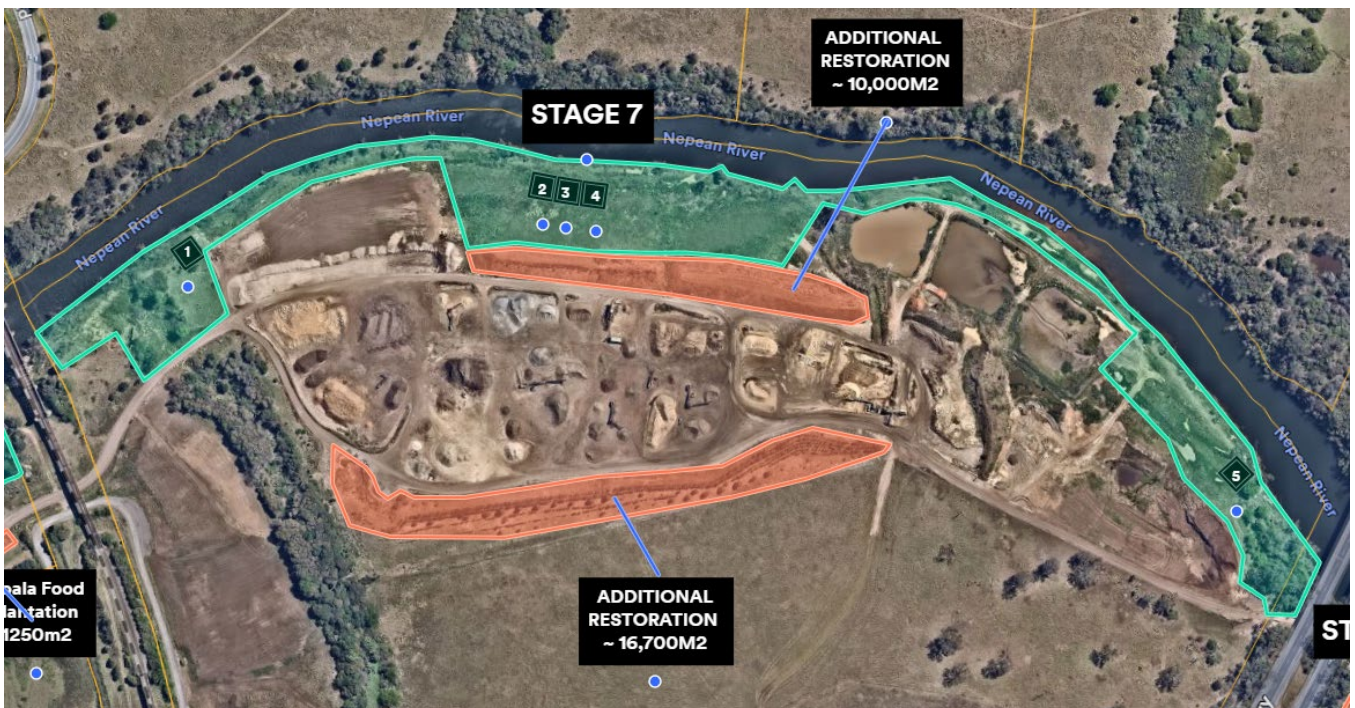 ADDITIONAL
RESTORATION
~ 10,000M2
STAGE 7
Nepean River
Nepean River
Nepean River
Nepean River
Nepean River
1
2
3
4
5
ADDITIONAL
RESTORATION
~ 16,700M2
Food
1250m2
ST